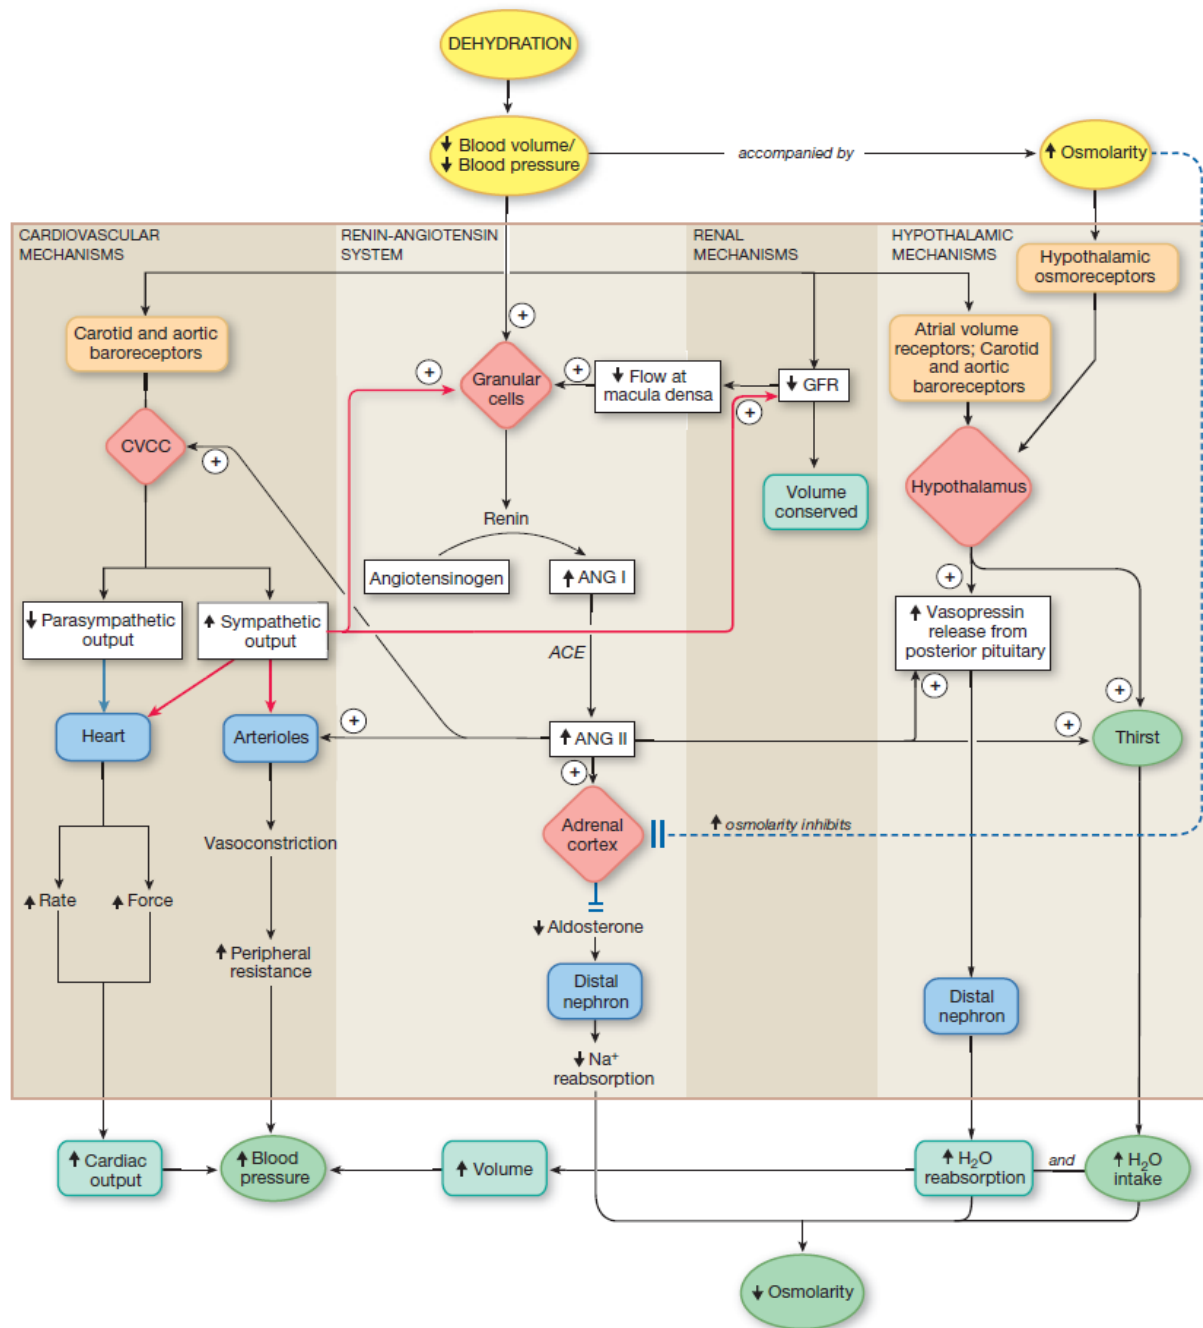 DEHYDRATION
↓ Blood volume/
↓ Blood pressure
accompanied by
↑ Osmolarity
CARDIOVASCULAR
MECHANISMS
RENIN-ANGIOTENSIN
SYSTEM
RENAL
MECHANISMS
HYPOTHALAMIC
MECHANISMS
Hypothalamic
osmoreceptors
Carotid and aortic
baroreceptors
+
+
Granular
cells
+
↓ Flow at
macula densa
↓ GFR
+
Atrial volume
receptors; Carotid
and aortic
baroreceptors
CVCC
+
Volume
conserved
Hypothalamus
Renin
Angiotensinogen
↑ ANG I
+
↓ Parasympathetic
output
↑ Sympathetic
output
ACE
↑ Vasopressin
release from
posterior pituitary
+
+
Heart
Arterioles
+
↑ ANG II
+
Thirst
+
Adrenal
cortex
↑ osmolarity inhibits
Vasoconstriction
↑ Rate
↑ Force
↓ Aldosterone
↑ Peripheral
resistance
Distal
nephron
Distal
nephron
↓ Na⁺
reabsorption
↑ Cardiac
output
↑ Blood
pressure
↑ Volume
↑ H₂O
reabsorption
and
↑ H₂O
intake
↓ Osmolarity